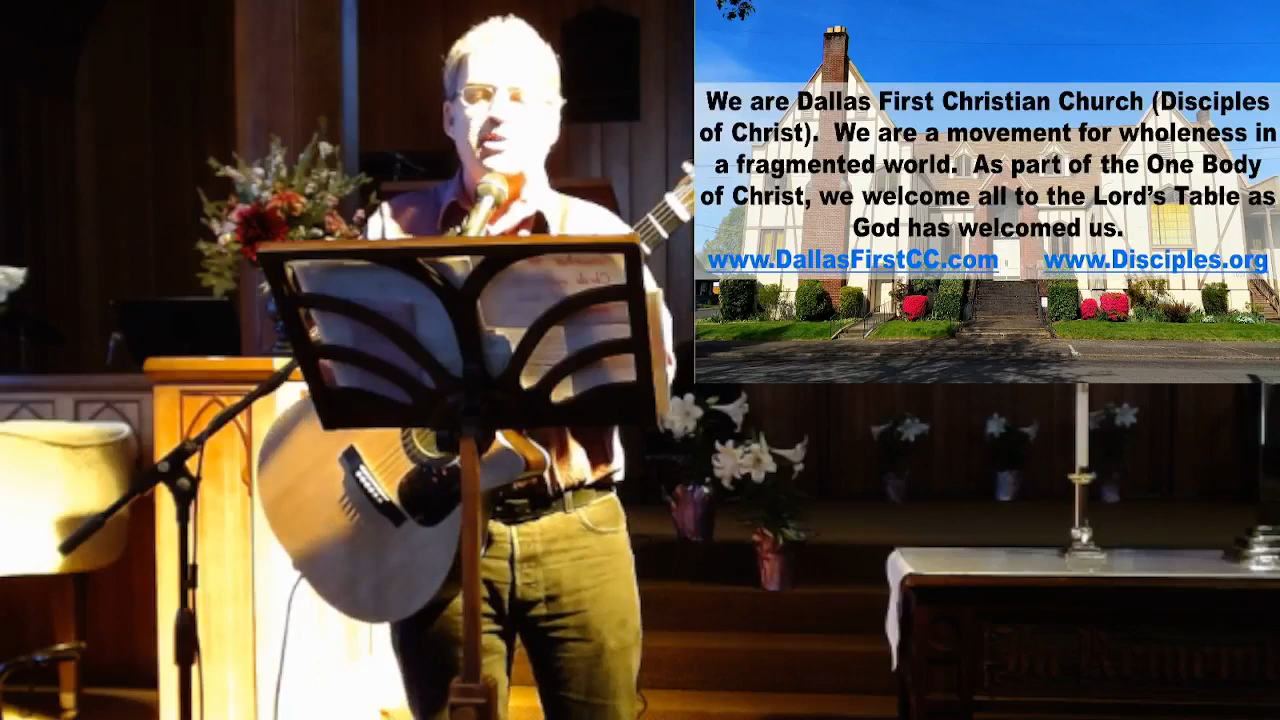 We are Dallas First Christian Church (Disciples
of Christ).  We are a movement for wholeness in
a fragmented world.  As part of the One Body
of Christ, we welcome all to the Lord's Table as
God has welcomed us.
www.DallasFirstCC.com www.Disciples.org
In Remem